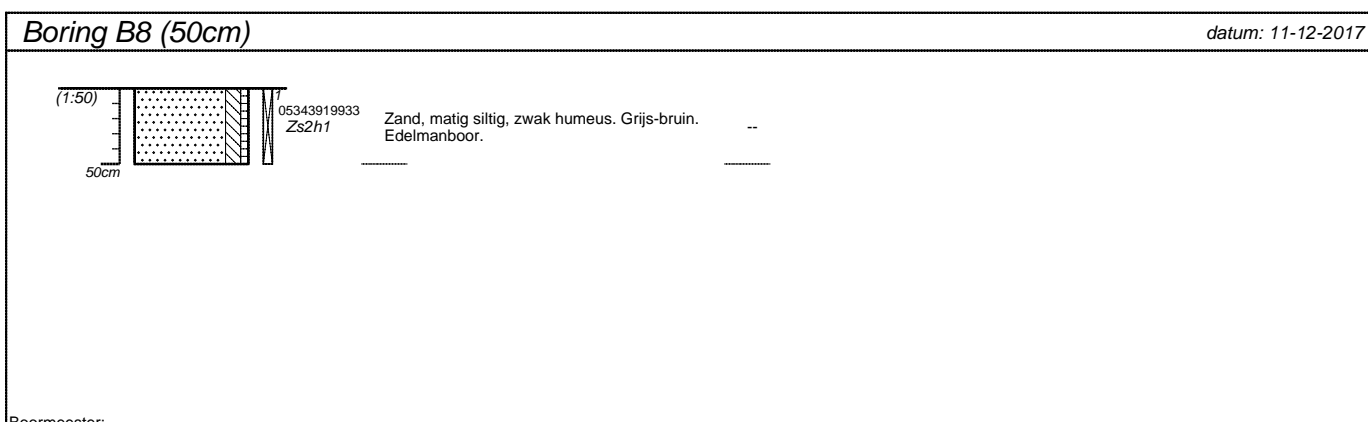 Boring B8 (50cm)
datum: 11-12-2017
(1:50)
1
05343919933
Zs2h1
Zand, matig siltig, zwak humeus. Grijs-bruin.
Edelmanboor.
--
50cm
Boormeester: